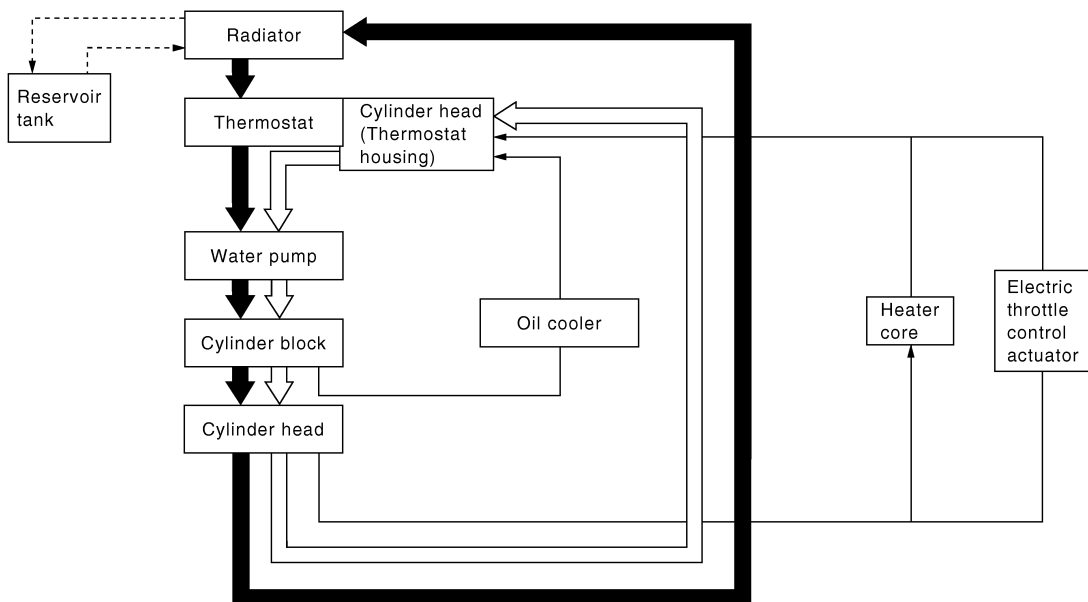 Radiator
Reservoir
tank
Thermostat
Cylinder head
(Thermostat
housing)
Water pump
Cylinder block
Cylinder head
Oil cooler
Heater
core
Electric
throttle
control
actuator